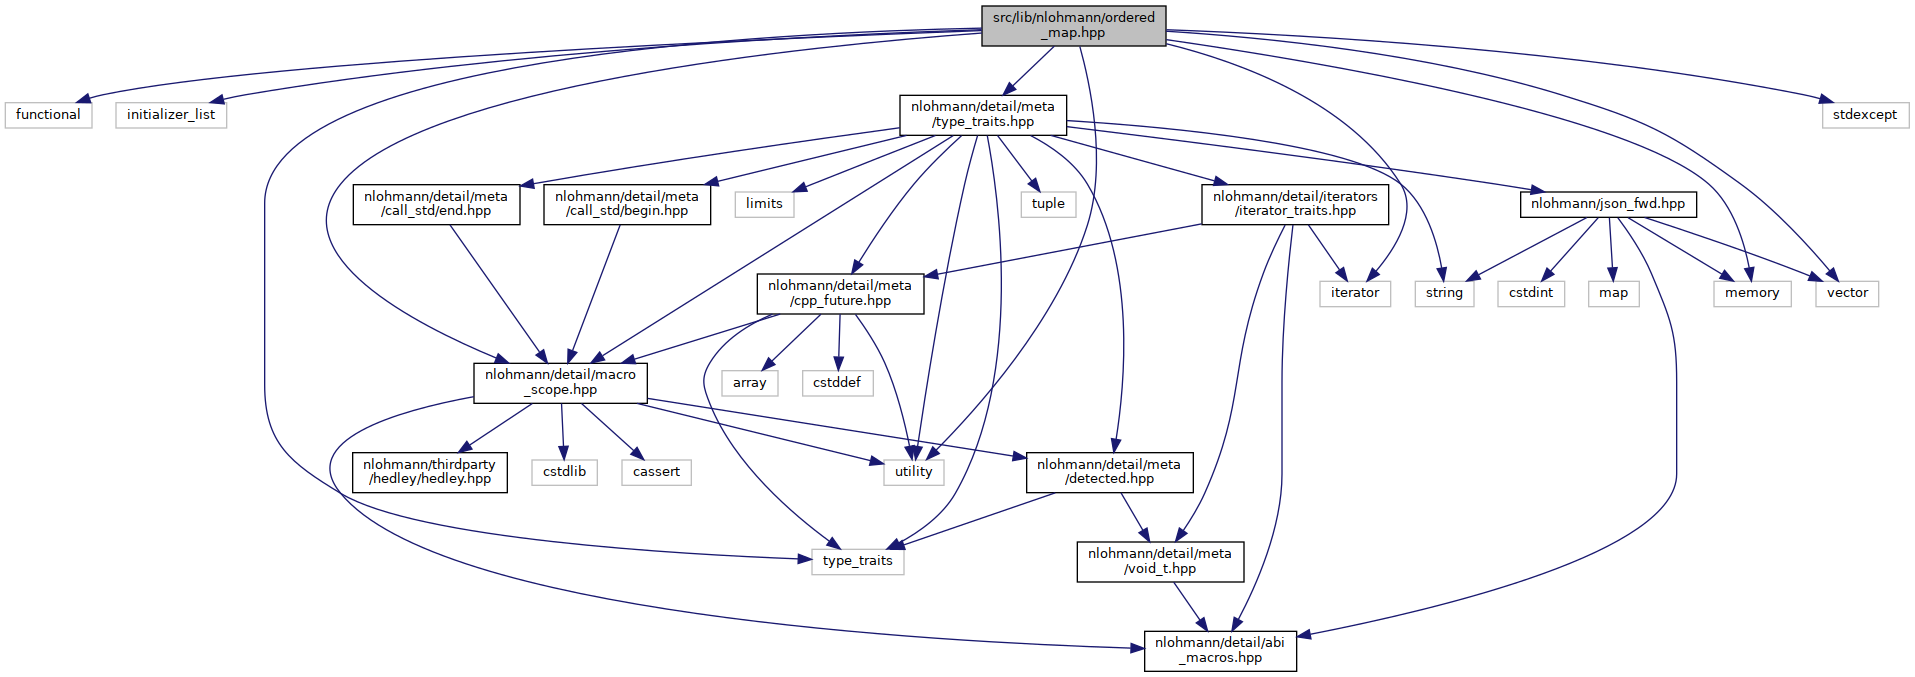 src/lib/nlohmann/ordered
_map.hpp
functional
initializer_list
nlohmann/detail/meta
/type_traits.hpp
stdexcept
nlohmann/detail/meta
/call_std/end.hpp
nlohmann/detail/meta
/call_std/begin.hpp
limits
tuple
nlohmann/detail/iterators
/iterator_traits.hpp
nlohmann/json_fwd.hpp
nlohmann/detail/meta
/cpp_future.hpp
iterator
string
cstdint
map
memory
vector
nlohmann/detail/macro
_scope.hpp
array
cstddef
nlohmann/thirdparty
/hedley/hedley.hpp
cstdlib
cassert
utility
nlohmann/detail/meta
/detected.hpp
type_traits
nlohmann/detail/meta
/void_t.hpp
nlohmann/detail/abi
_macros.hpp